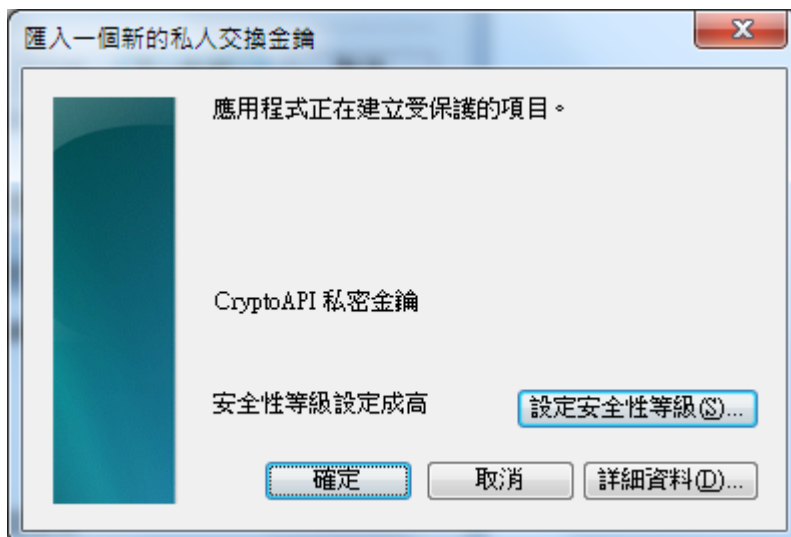 匯入一個新的私人交換金鑰
應用程式正在建立受保護的項目。
CryptoAPI 私密金鑰
安全性等級設定成高
設定安全性等級(S)...
確定
取消
詳細資料(D)...